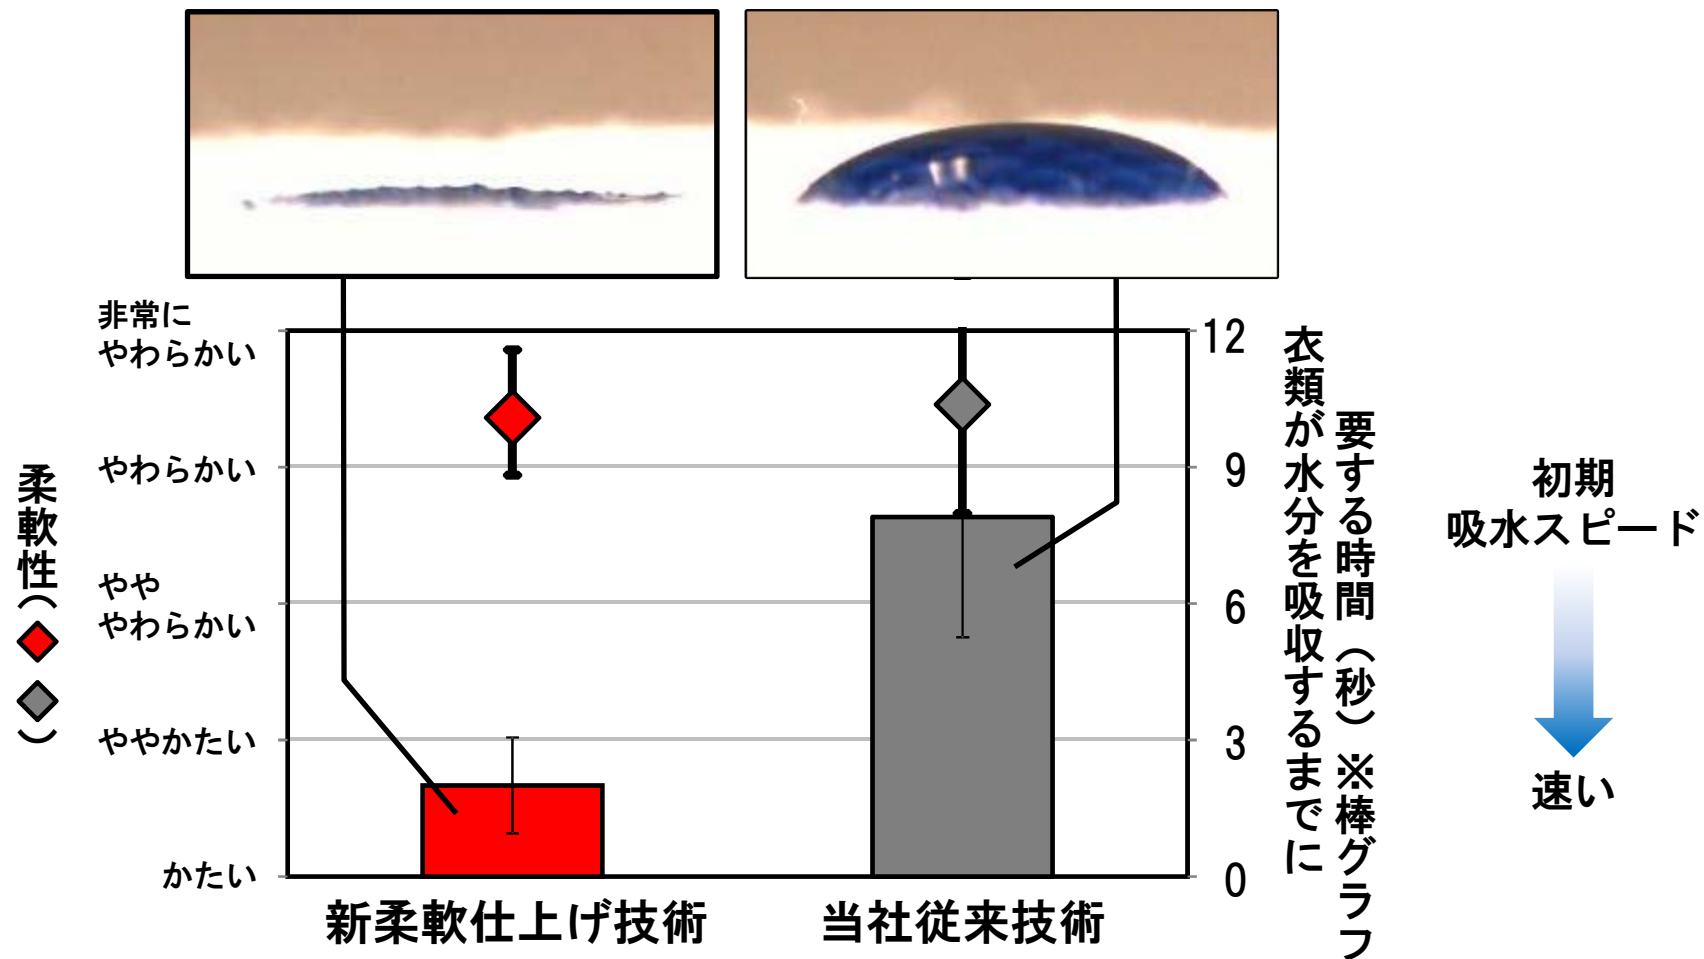 非常に
やわらかい
やわらかい
やや
やわらかい
ややかたい
かたい
柔軟性（◆ ◆）
12
9
6
3
0
衣類が水分を吸収するまでに
要する時間（秒）※棒グラフ
新柔軟仕上げ技術
当社従来技術
初期
吸水スピード
速い